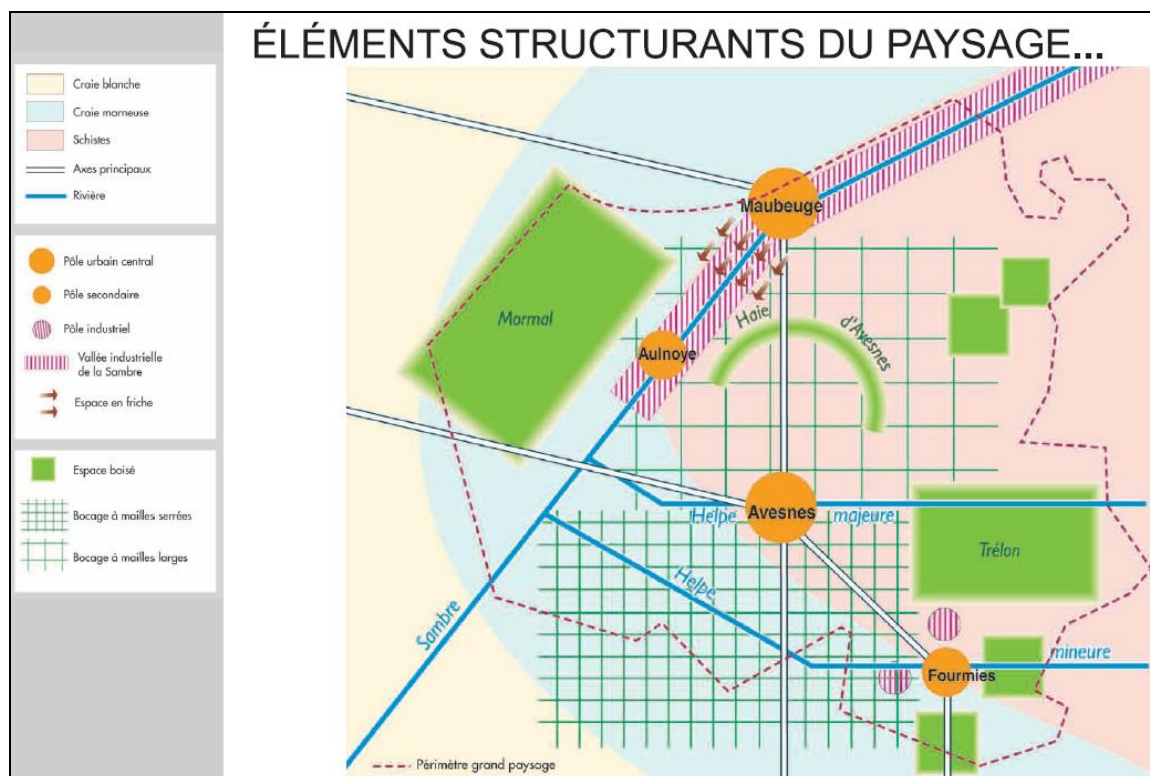 ÉLÉMENTS STRUCTURANTS DU PAYSAGE...
Craie blanche
Craie marneuse
Schistes
Axes principaux
Rivière
Pôle urbain central
Pôle secondaire
Pôle industriel
Vallée industrielle
de la Sambre
Espace en friche
Espace boisé
Bocage à mailles serrées
Bocage à mailles larges
Maubeuge
Mormal
Haie
d'Avesnes
Aulnoye
Avesnes
Helpe
majeure
Trélon
Helpe
Sambre
mineure
Fourmies
Périmètre grand paysage